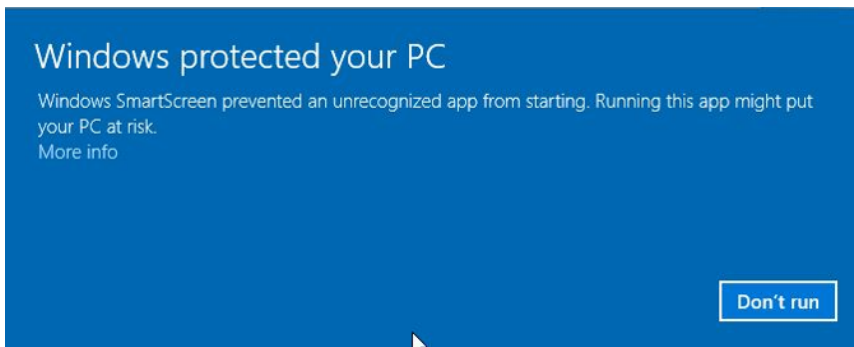 Windows protected your PC
Windows SmartScreen prevented an unrecognized app from starting. Running this app might put
your PC at risk.
More info
Don't run